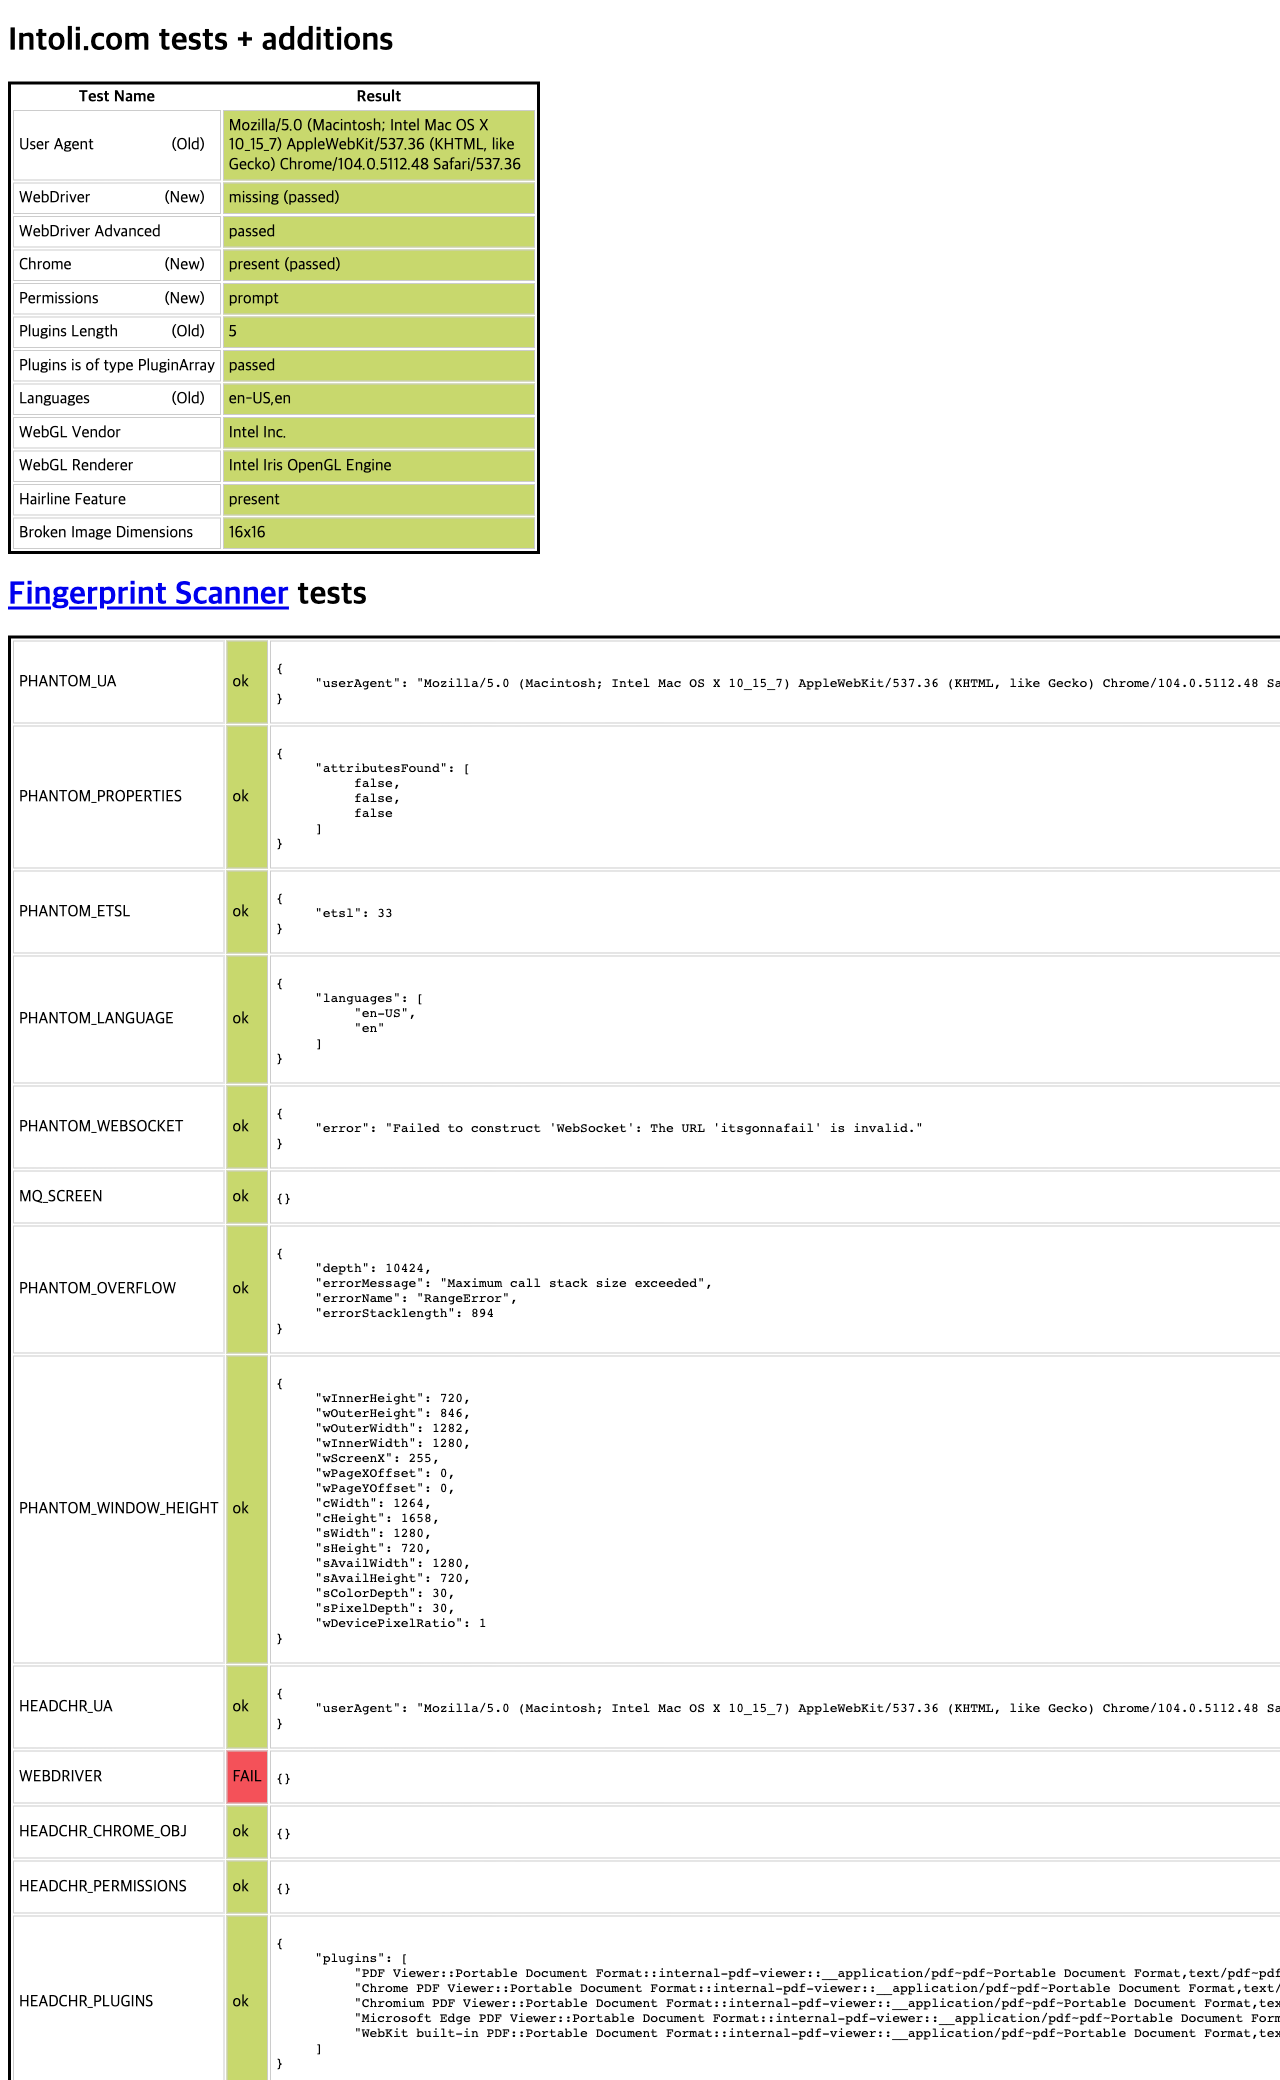 Intoli.com tests + additions
Test Name Result
User Agent (Old) Mozilla/5.0 (Macintosh; Intel Mac OS X
10_15_7) AppleWebKit/537.36 (KHTML, like
Gecko) Chrome/104.0.5112.48 Safari/537.36
WebDriver (New) missing (passed)
WebDriver Advanced passed
Chrome (New) present (passed)
Permissions (New) prompt
Plugins Length (Old) 5
Plugins is of type PluginArray passed
Languages (Old) en-US,en
WebGL Vendor Intel Inc.
WebGL Renderer Intel Iris OpenGL Engine
Hairline Feature present
Broken Image Dimensions 16x16
Fingerprint Scanner tests
PHANTOM_UA ok
{
"userAgent": "Mozilla/5.0 (Macintosh; Intel Mac OS X 10_15_7) AppleWebKit/537.36 (KHTML, like Gecko) Chrome/104.0.5112.48 Sa
}
PHANTOM_PROPERTIES ok
{
"attributesFound": [
false,
false,
false
]
}
PHANTOM_ETSL ok
{
"etsl": 33
}
PHANTOM_LANGUAGE ok
{
"languages": [
"en-US",
"en"
]
}
PHANTOM_WEBSOCKET ok
{
"error": "Failed to construct 'WebSocket': The URL 'itsgonnafail' is invalid."
}
MQ_SCREEN ok {}
PHANTOM_OVERFLOW ok
{
"depth": 10424,
"errorMessage": "Maximum call stack size exceeded",
"errorName": "RangeError",
"errorStacklength": 894
}
PHANTOM_WINDOW_HEIGHT ok
{
"wInnerHeight": 720,
"wOuterHeight": 846,
"wOuterWidth": 1282,
"wInnerWidth": 1280,
"wScreenX": 255,
"wPageXOffset": 0,
"wPageYOffset": 0,
"cWidth": 1264,
"cHeight": 1658,
"sWidth": 1280,
"sHeight": 720,
"sAvailWidth": 1280,
"sAvailHeight": 720,
"sColorDepth": 30,
"sPixelDepth": 30,
"wDevicePixelRatio": 1
}
HEADCHR_UA ok
{
"userAgent": "Mozilla/5.0 (Macintosh; Intel Mac OS X 10_15_7) AppleWebKit/537.36 (KHTML, like Gecko) Chrome/104.0.5112.48 Sa
}
WEBDRIVER FAIL {}
HEADCHR_CHROME_OBJ ok {}
HEADCHR_PERMISSIONS ok {}
HEADCHR_PLUGINS ok
{
"plugins": [
"PDF Viewer::Portable Document Format::internal-pdf-viewer::__application/pdf~pdf~Portable Document Format,text/pdf~pdf
"Chrome PDF Viewer::Portable Document Format::internal-pdf-viewer::__application/pdf~pdf~Portable Document Format,text/
"Chromium PDF Viewer::Portable Document Format::internal-pdf-viewer::__application/pdf~pdf~Portable Document Format,tex
"Microsoft Edge PDF Viewer::Portable Document Format::internal-pdf-viewer::__application/pdf~pdf~Portable Document Form
"WebKit built-in PDF::Portable Document Format::internal-pdf-viewer::__application/pdf~pdf~Portable Document Format,tex
]
}